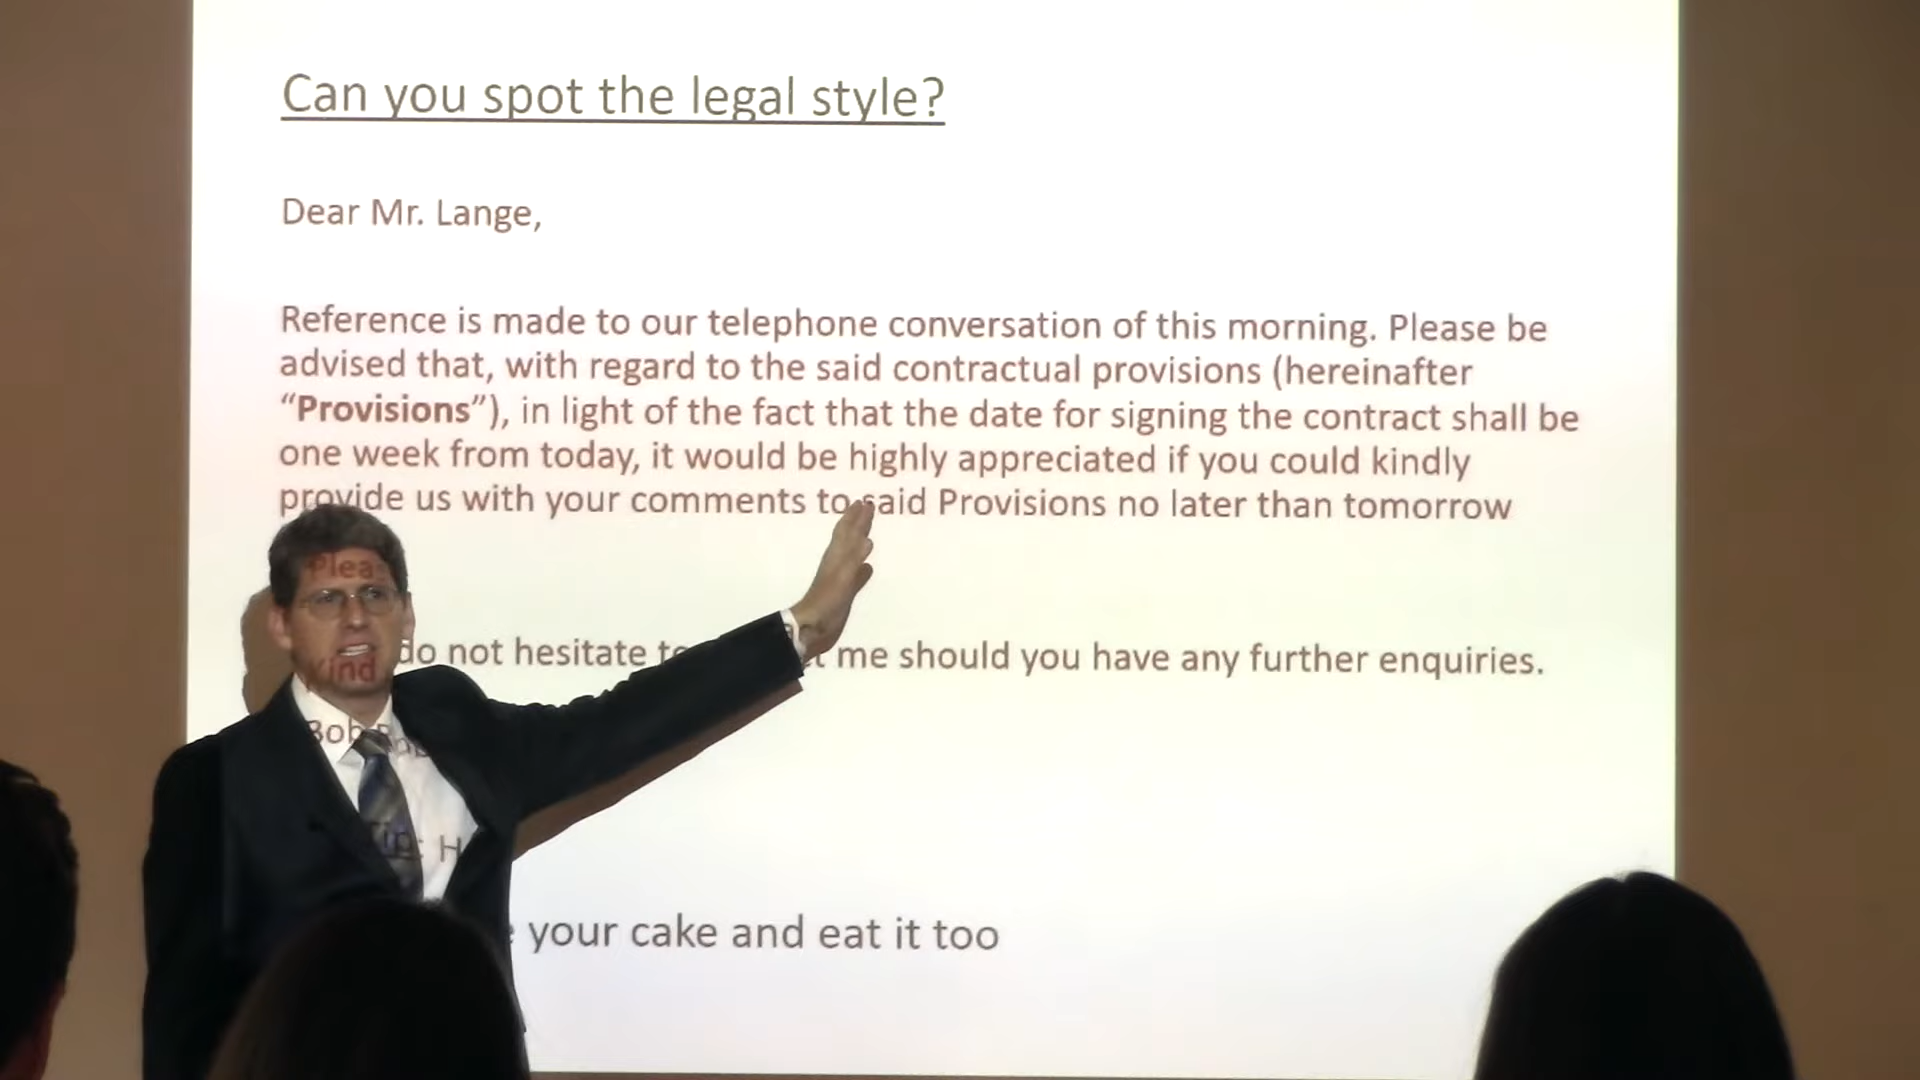 Can you spot the legal style?
Dear Mr. Lange,
Reference is made to our telephone conversation of this morning. Please be
advised that, with regard to the said contractual provisions (hereinafter
“Provisions”), in light of the fact that the date for signing the contract shall be
one week from today, it would be highly appreciated if you could kindly
provide us with your comments to said Provisions no later than tomorrow
do not hesitate me should you have any further enquiries.
Kind
Bob
Tip:
your cake and eat it too